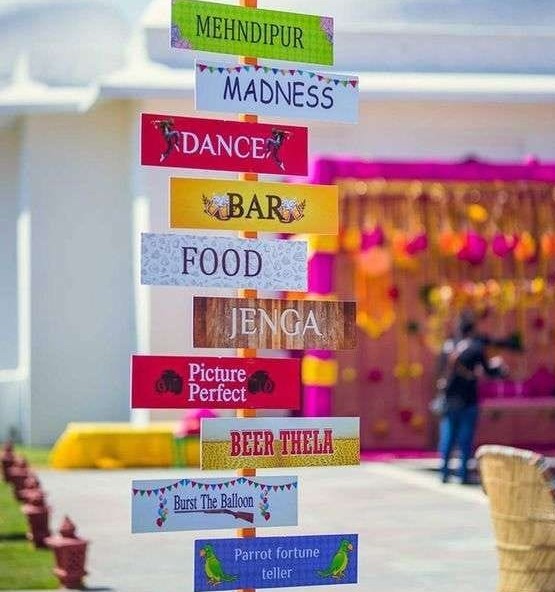 MEHNDIPUR
MADNESS
DANCE
BAR
FOOD
JENGA
Picture
Perfect
BEER THELA
Burst The Balloon
Parrot fortune
teller